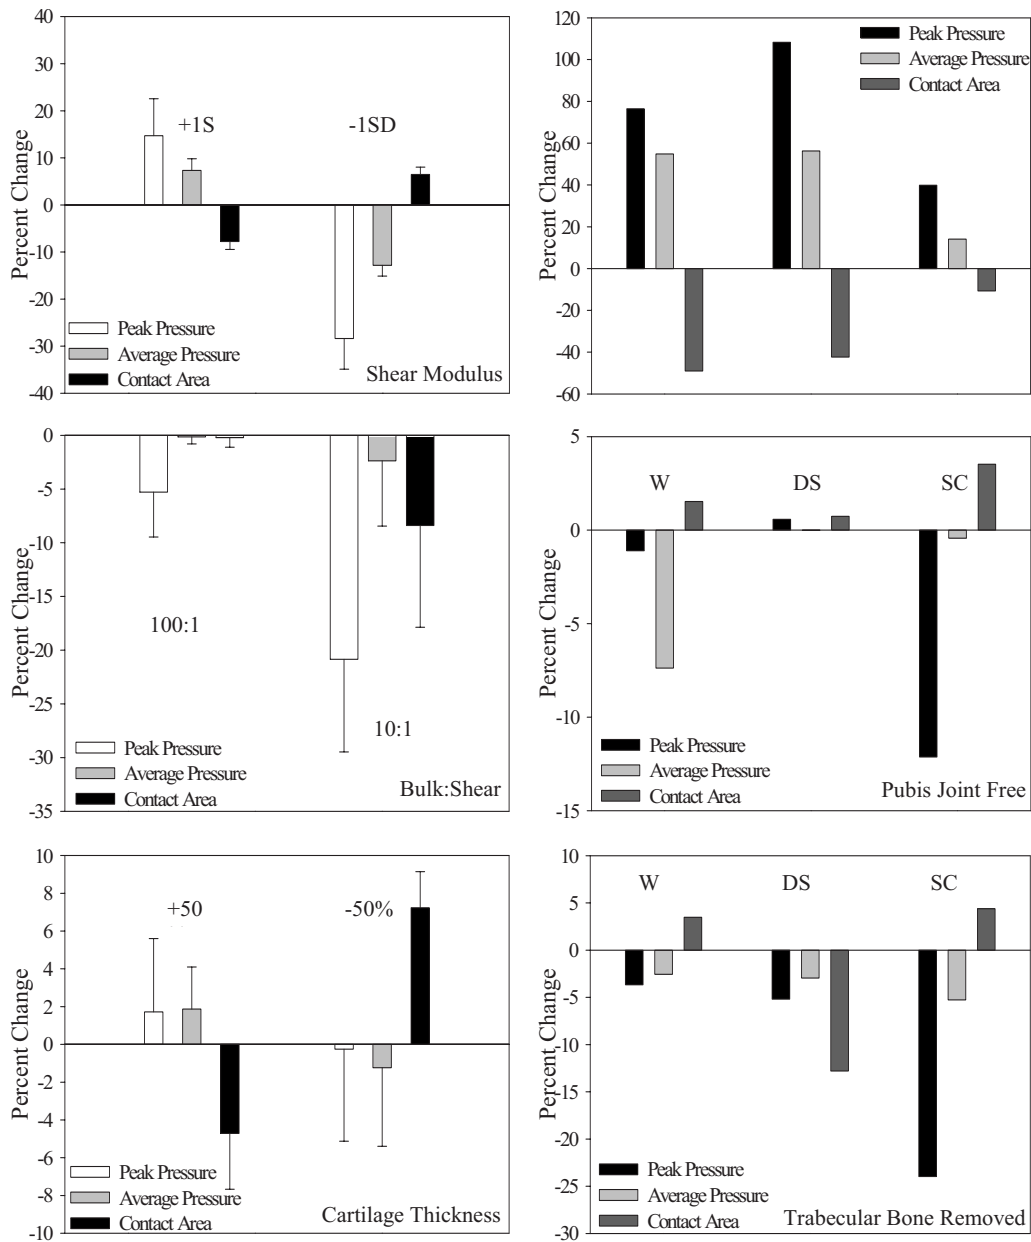 40
30
20
10
0
-10
-20
-30
-40
Percent Change
+1S
-1SD
Peak Pressure
Average Pressure
Contact Area
Shear Modulus
120
100
80
60
40
20
0
-20
-40
-60
Percent Change
Peak Pressure
Average Pressure
Contact Area
0
-5
-10
-15
-20
-25
-30
-35
Percent Change
100:1
10:1
Peak Pressure
Average Pressure
Contact Area
Bulk:Shear
5
0
-5
-10
-15
Percent Change
W DS SC
Peak Pressure
Average Pressure
Contact Area
Pubis Joint Free
10
8
6
4
2
0
-2
-4
-6
-8
-10
Percent Change
+50 -50%
Peak Pressure
Average Pressure
Contact Area
Cartilage Thickness
10
5
0
-5
-10
-15
-20
-25
-30
Percent Change
W DS SC
Peak Pressure
Average Pressure
Contact Area
Trabecular Bone Removed